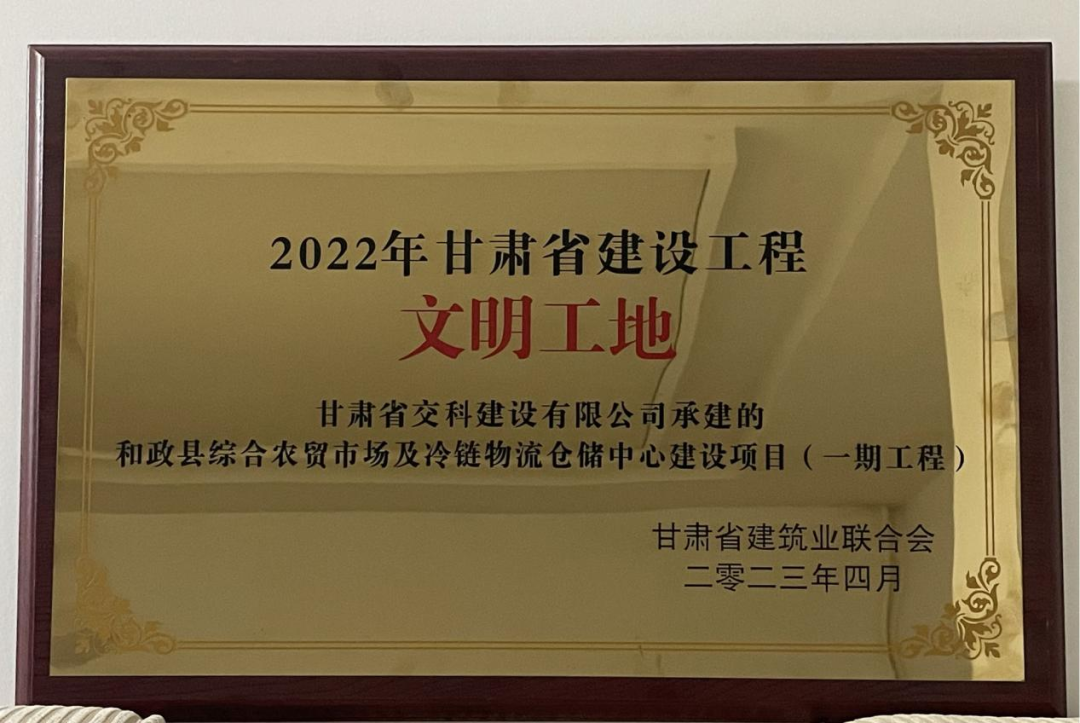 2022年甘肃省建设工程
文明工地
甘肃省交科建设有限公司承建的
和政县综合农贸市场及冷链物流仓储中心建设项目（一期工程）
甘肃省建筑业联合会
二零二三年四月